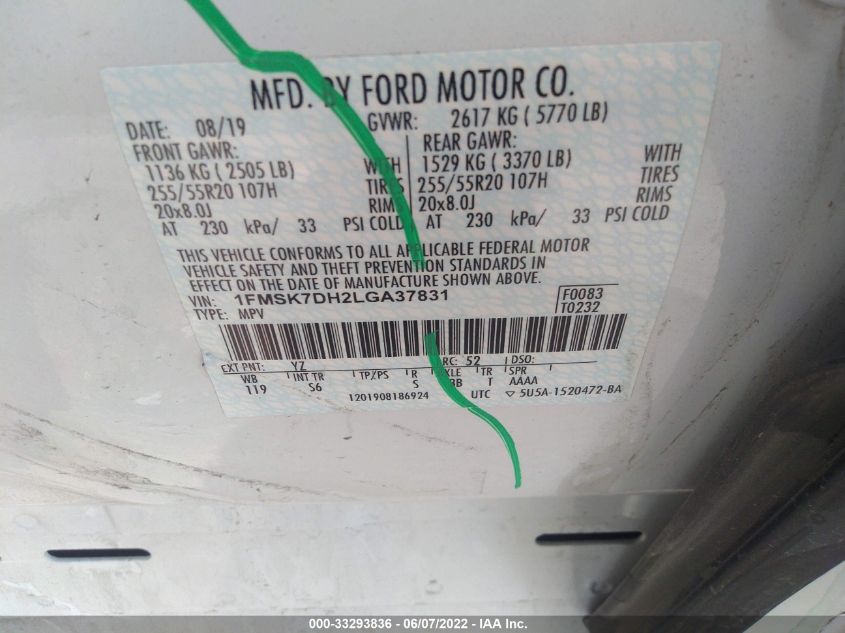 MFD. BY FORD MOTOR CO.
DATE: 08/19 GVWR: 2617 KG ( 5770 LB)
FRONT GAWR: REAR GAWR:
1136 KG ( 2505 LB) WITH 1529 KG ( 3370 LB) WITH
255/55R20 107H TIRES 255/55R20 107H TIRES
20x8.0J RIMS 20x8.0J RIMS
AT 230 kPa/ 33 PSI COLD AT 230 kPa/ 33 PSI COLD
THIS VEHICLE CONFORMS TO ALL APPLICABLE FEDERAL MOTOR
VEHICLE SAFETY AND THEFT PREVENTION STANDARDS IN
EFFECT ON THE DATE OF MANUFACTURE SHOWN ABOVE.
VIN: 1FMSK7DH2LGA37831 F0083
TYPE: MPV T0232
EXT PNT: YZ RC: 52 DSO:
WB INT TR TP/PS R AXLE TR SPR
119 S6 S T AAAA
1201908186924 UTC ▽ 5U5A-1520472-BA
000-33293836 - 06/07/2022 - IAA Inc.